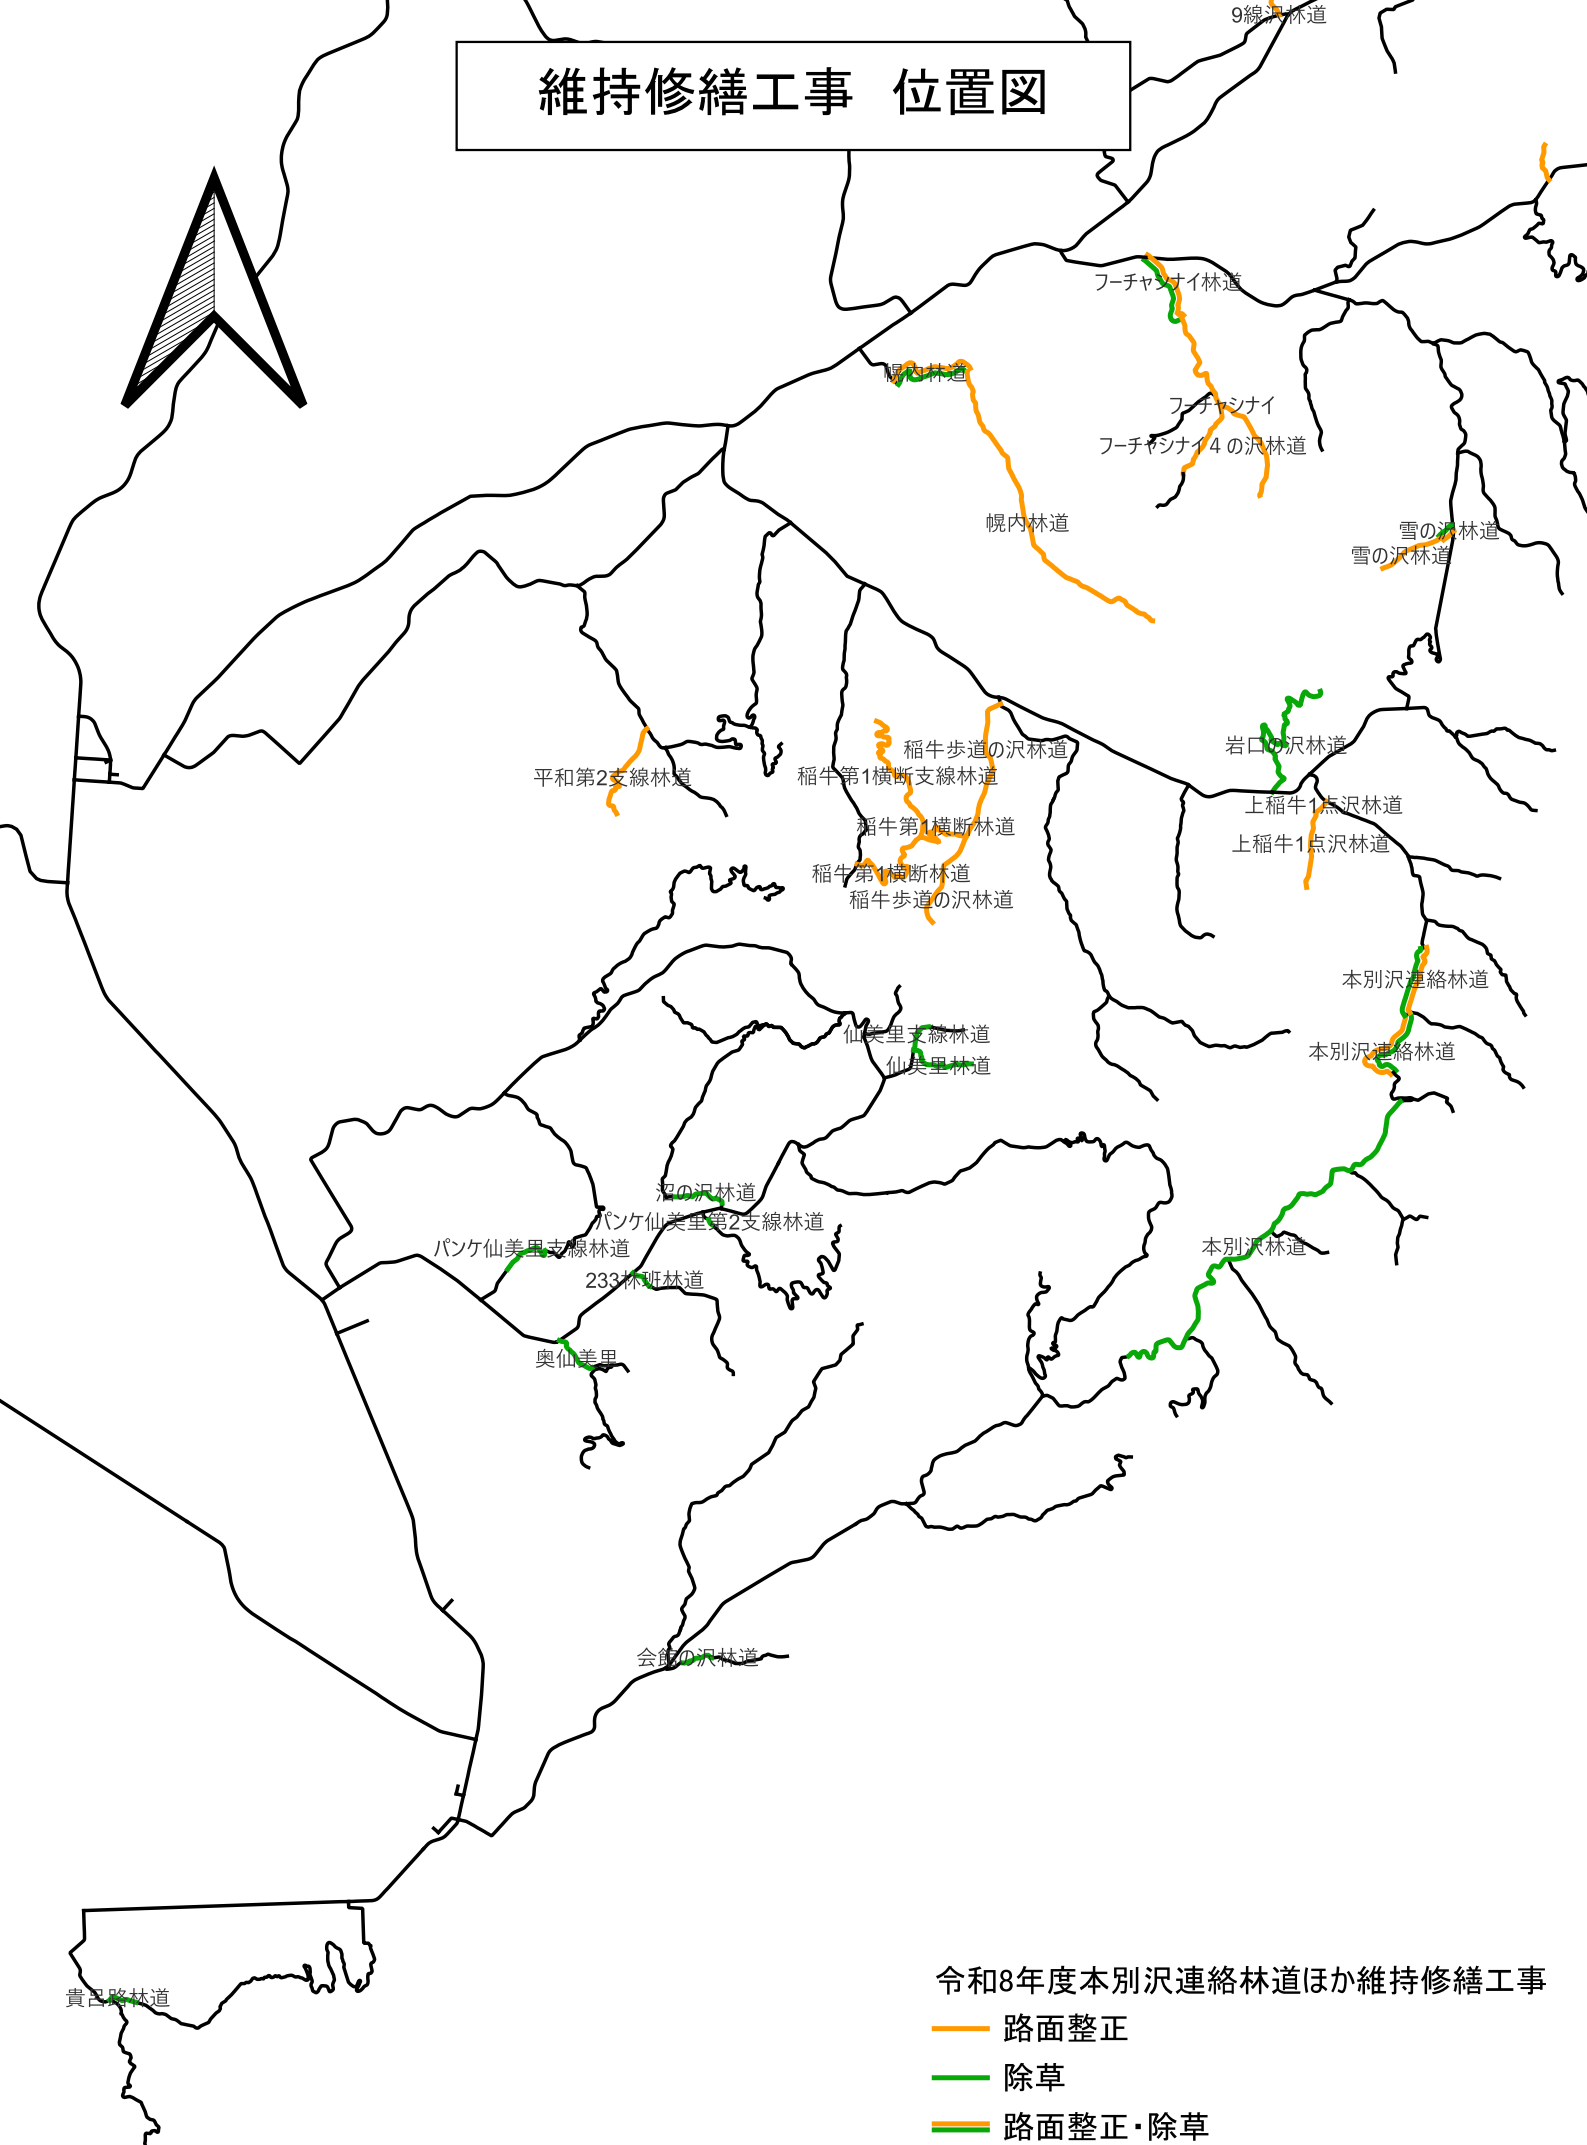 9線沢林道
維持修繕工事　位置図
フーチャシナイ林道
幌内林道
フーチャシナイ
フーチャシナイ４の沢林道
幌内林道
雪の沢林道
雪の沢林道
岩口の沢林道
稲牛歩道の沢林道
稲牛第1横断支線林道
平和第2支線林道
上稲牛1点沢林道
稲牛第1横断林道
上稲牛1点沢林道
稲牛第1横断林道
稲牛歩道の沢林道
本別沢連絡林道
仙美里支線林道
本別沢連絡林道
仙美里林道
沼の沢林道
パンケ仙美里第2支線林道
パンケ仙美里支線林道
本別沢林道
233林班林道
奥仙美里
会館の沢林道
貴呂路林道
令和8年度本別沢連絡林道ほか維持修繕工事
路面整正
除草
路面整正・除草